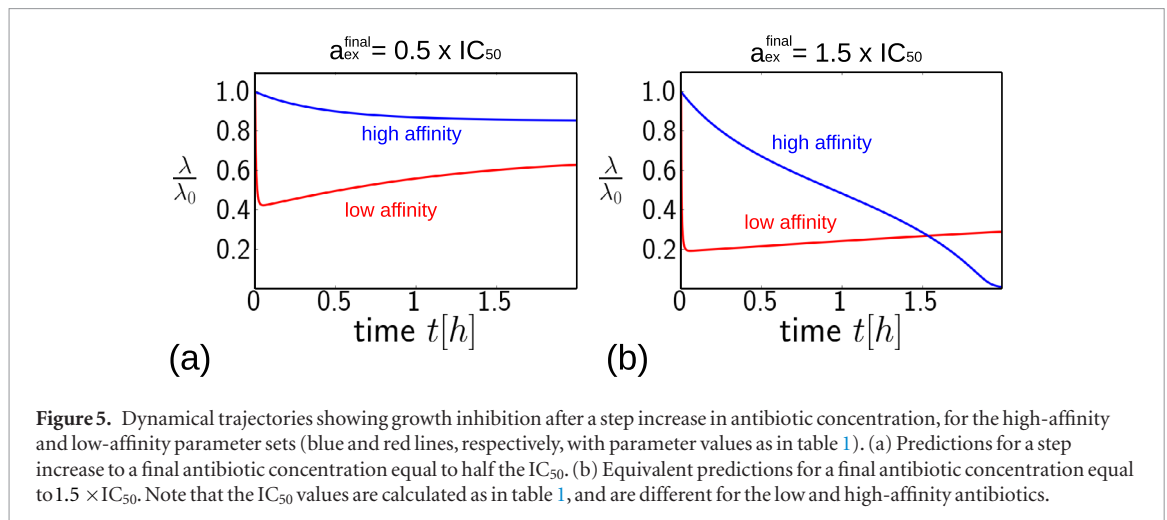 a_ex^final = 0.5 x IC₅₀
1.0
0.8
0.6
0.4
0.2
λ/λ₀
high affinity
low affinity
0 0.5 1 1.5
time t[h]
(a)
a_ex^final = 1.5 x IC₅₀
1.0
0.8
0.6
0.4
0.2
λ/λ₀
high affinity
low affinity
0 0.5 1 1.5
time t[h]
(b)
Figure 5. Dynamical trajectories showing growth inhibition after a step increase in antibiotic concentration, for the high-affinity
and low-affinity parameter sets (blue and red lines, respectively, with parameter values as in table 1). (a) Predictions for a step
increase to a final antibiotic concentration equal to half the IC₅₀. (b) Equivalent predictions for a final antibiotic concentration equal
to 1.5 × IC₅₀. Note that the IC₅₀ values are calculated as in table 1, and are different for the low and high-affinity antibiotics.